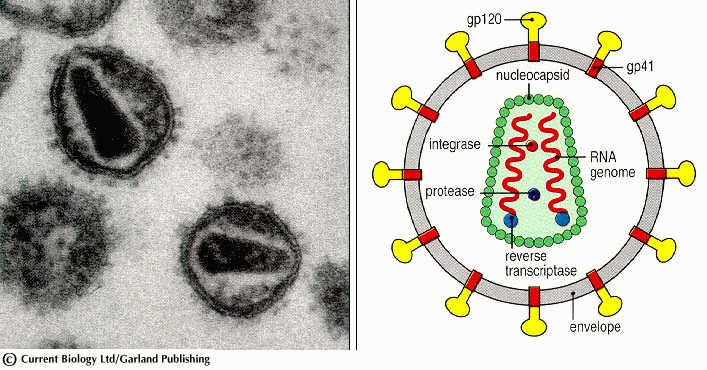 gp120
gp41
nucleocapsid
integrase
RNA
genome
protease
reverse
transcriptase
envelope
© Current Biology Ltd/Garland Publishing